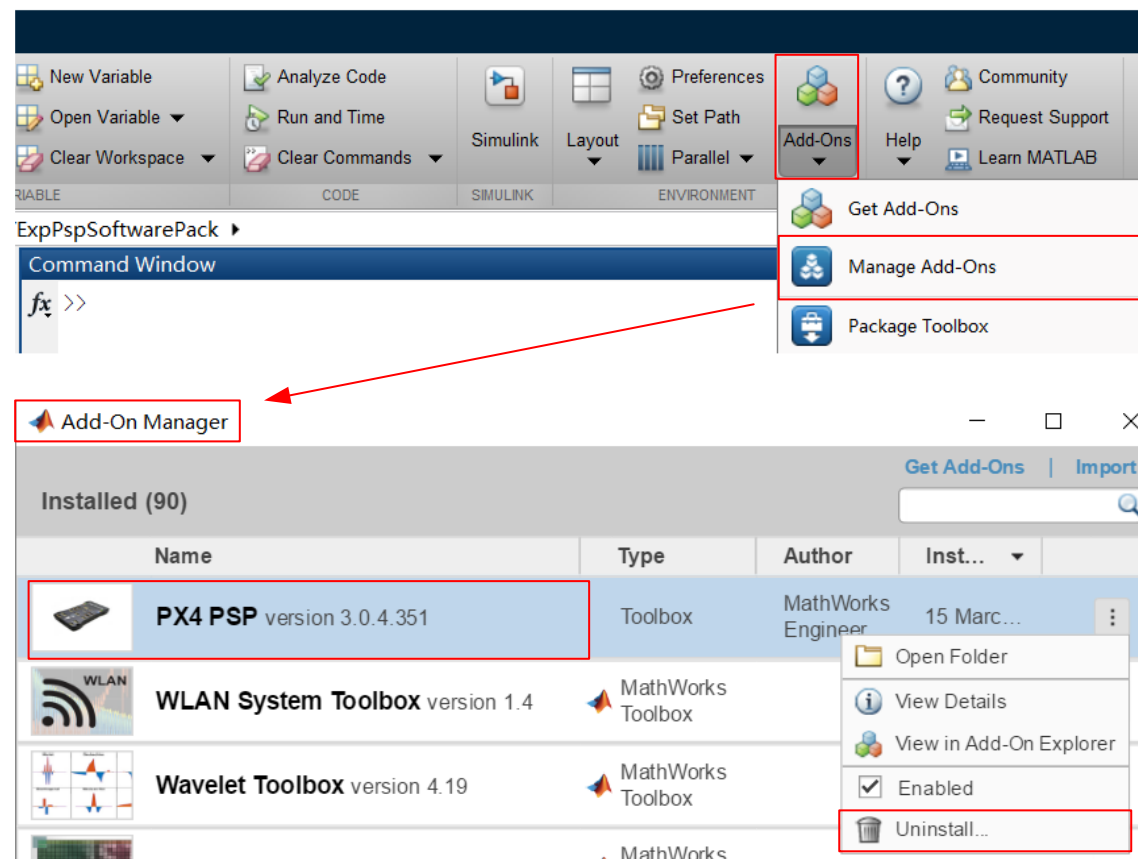 New Variable
Analyze Code
Preferences
Community
Open Variable
Run and Time
Set Path
Request Support
Simulink
Layout
Add-Ons
Help
Clear Workspace
Clear Commands
Parallel
Learn MATLAB
RIABLE
CODE
SIMULINK
ENVIRONMENT
Get Add-Ons
ExpPspSoftwarePack
Command Window
Manage Add-Ons
fx >>
Package Toolbox
Add-On Manager
Get Add-Ons | Import
Installed (90)
Name Type Author Inst...
PX4 PSP version 3.0.4.351 Toolbox MathWorks Engineer 15 Marc...
Open Folder
WLAN
WLAN System Toolbox version 1.4 MathWorks Toolbox
View Details
View in Add-On Explorer
Wavelet Toolbox version 4.19 MathWorks Toolbox
Enabled
Uninstall...
MathWorks